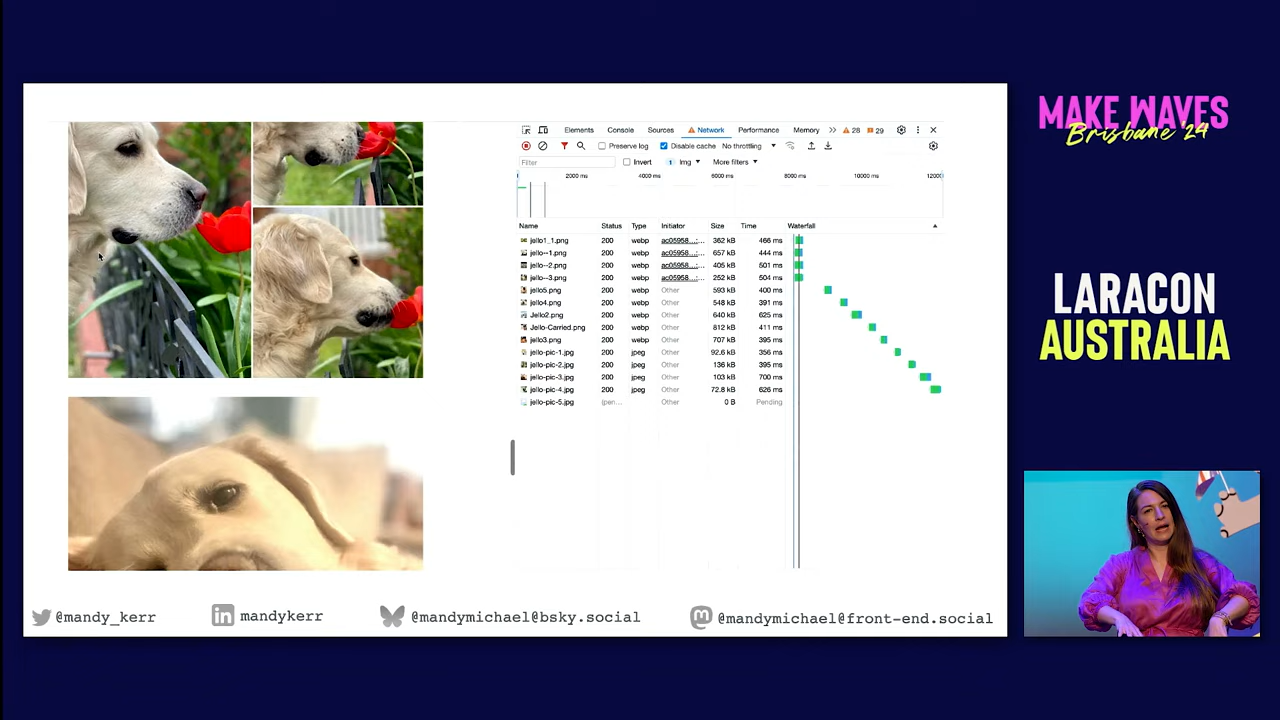 Elements Console Sources Network Performance Memory 28 29
Preserve log Disable cache No throttling
Filter Invert 1 Img More filters
2000 ms 4000 ms 6000 ms 8000 ms 10000 ms 12000
Name Status Type Initiator Size Time Waterfall
jello1_1.png 200 webp ac05958...:... 362 kB 466 ms
jello--1.png 200 webp ac05958...:... 657 kB 444 ms
jello--2.png 200 webp ac05958...:... 405 kB 501 ms
jello--3.png 200 webp ac05958...:... 252 kB 504 ms
jello5.png 200 webp Other 593 kB 400 ms
jello4.png 200 webp Other 548 kB 391 ms
Jello2.png 200 webp Other 640 kB 625 ms
Jello-Carried.png 200 webp Other 812 kB 411 ms
jello3.png 200 webp Other 707 kB 395 ms
jello-pic-1.jpg 200 jpeg Other 92.6 kB 356 ms
jello-pic-2.jpg 200 jpeg Other 136 kB 395 ms
jello-pic-3.jpg 200 jpeg Other 103 kB 700 ms
jello-pic-4.jpg 200 jpeg Other 72.8 kB 626 ms
jello-pic-5.jpg (pen... Other 0 B Pending
@mandy_kerr
mandykerr
@mandymichael@bsky.social
@mandymichael@front-end.social
MAKE WAVES
Brisbane '24
LARACON
AUSTRALIA